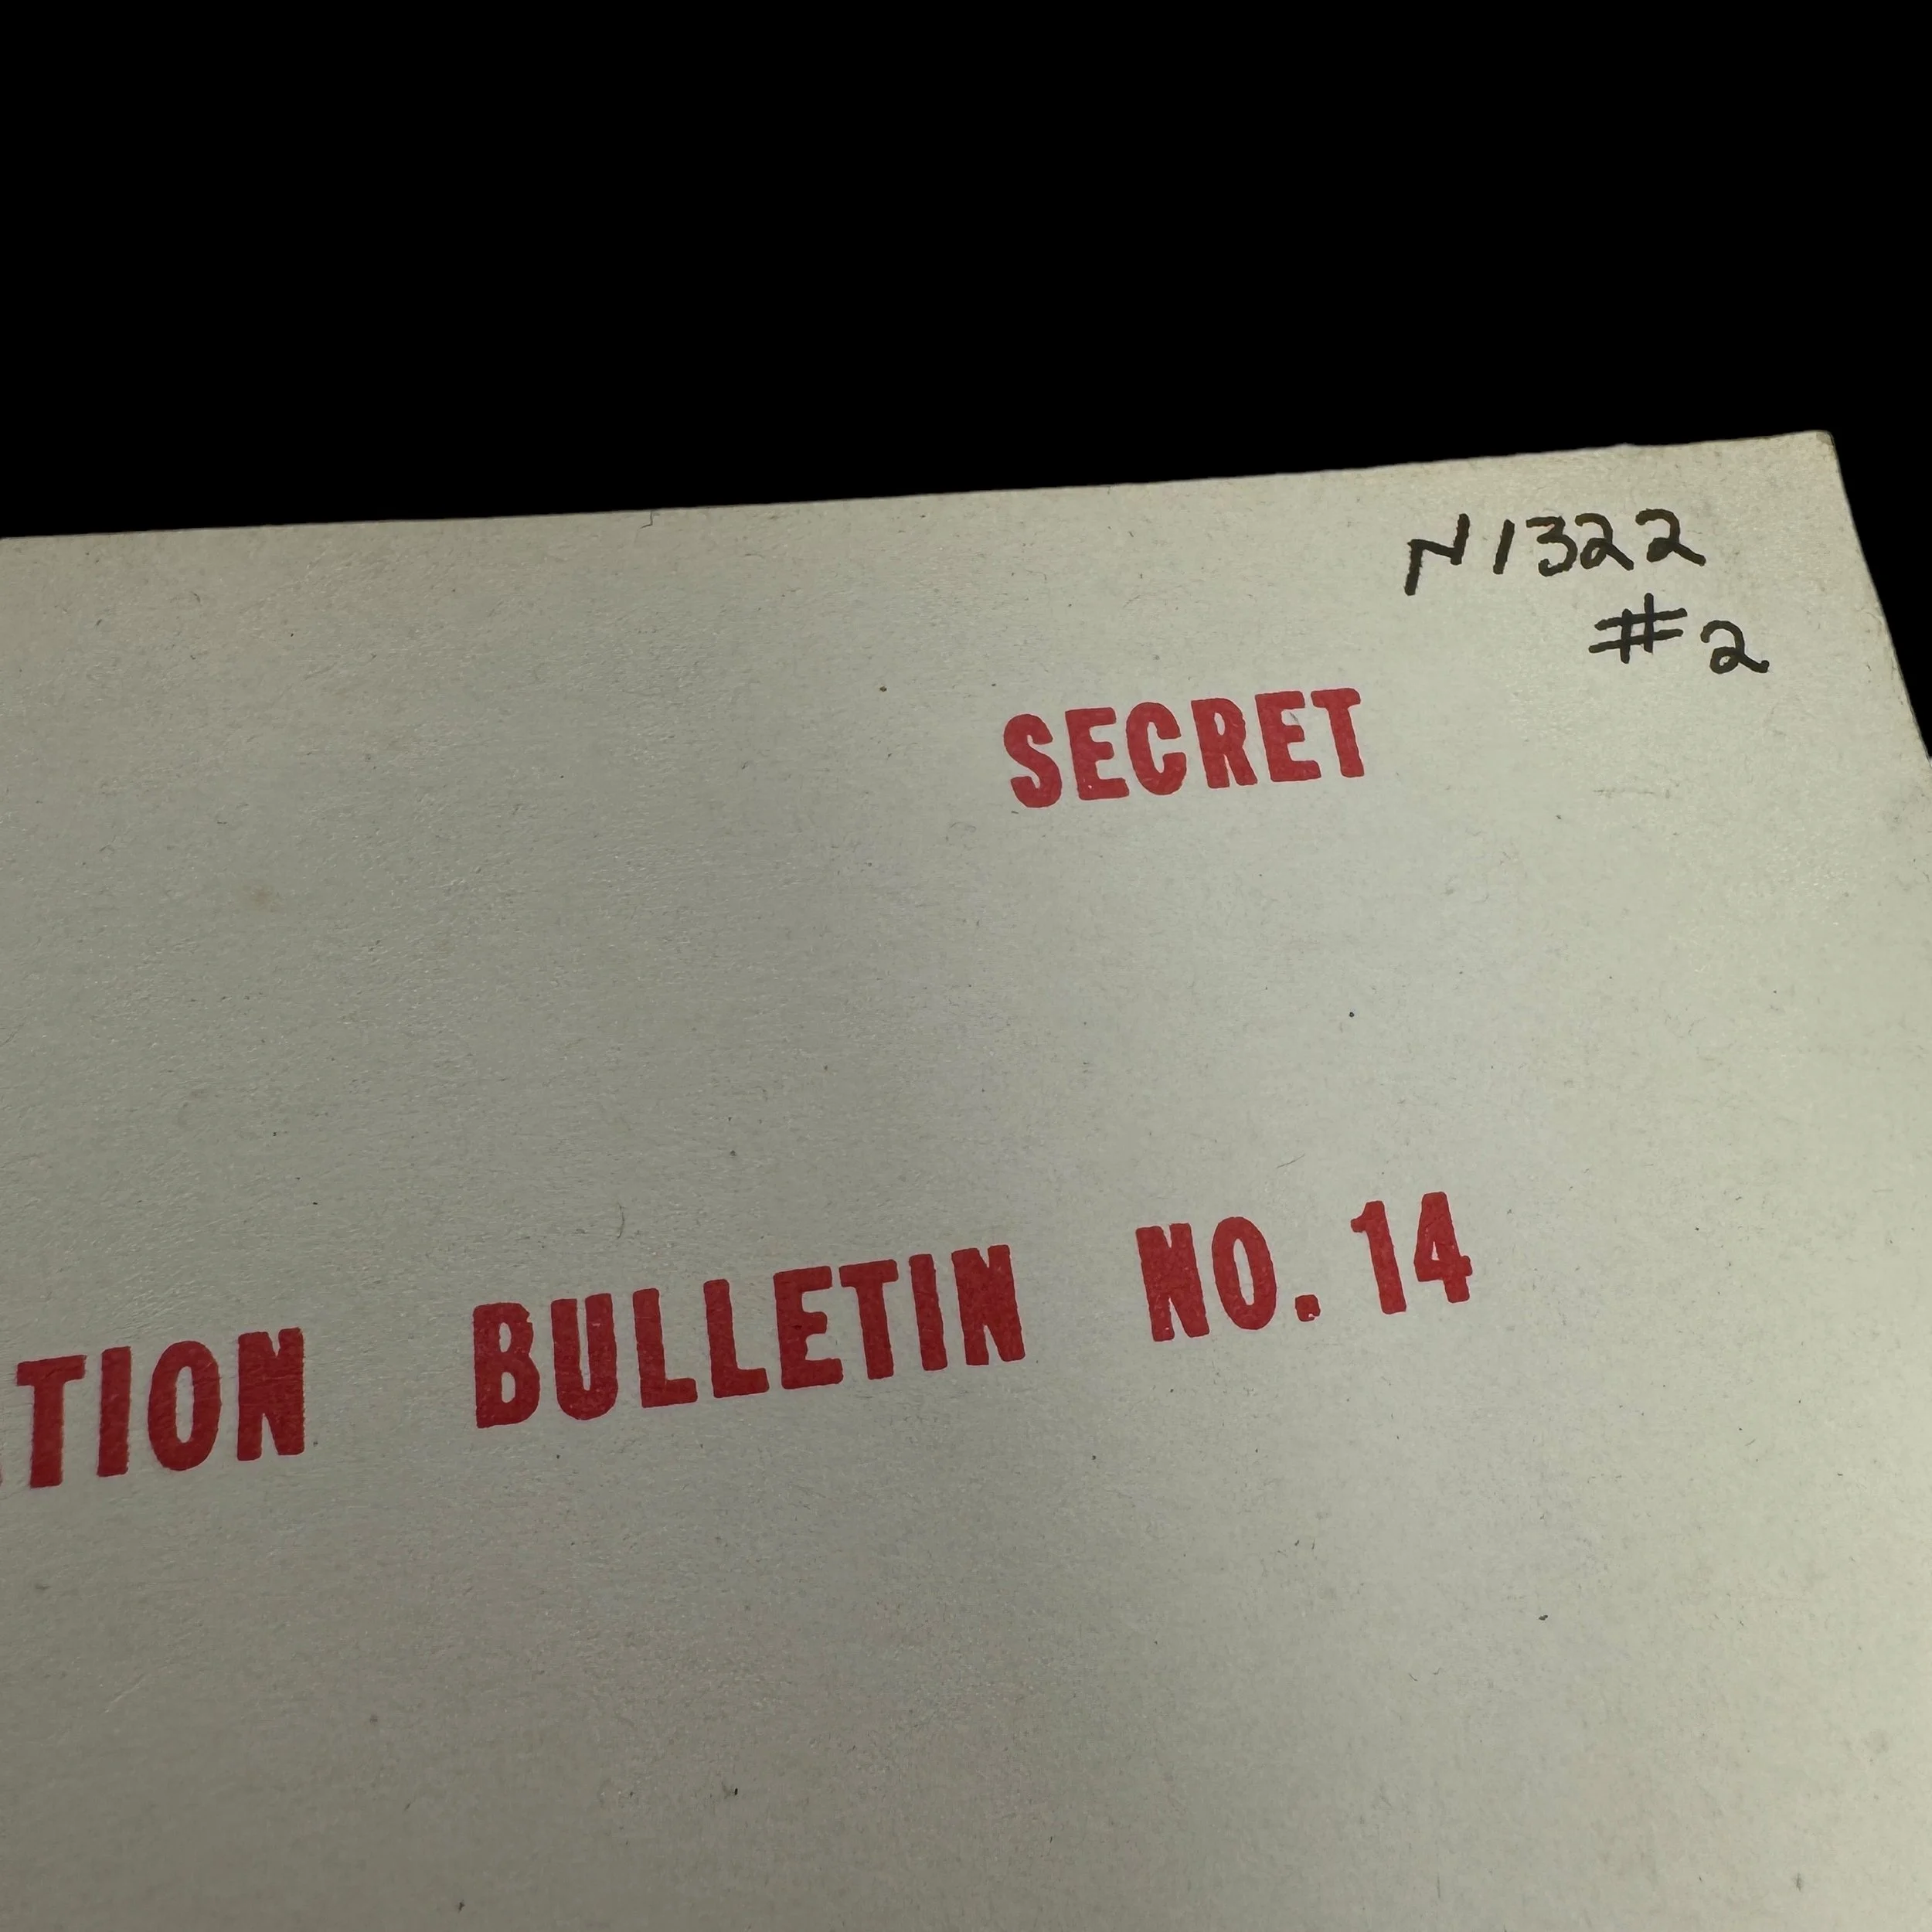 N1322
#2
SECRET
TION BULLETIN NO. 14